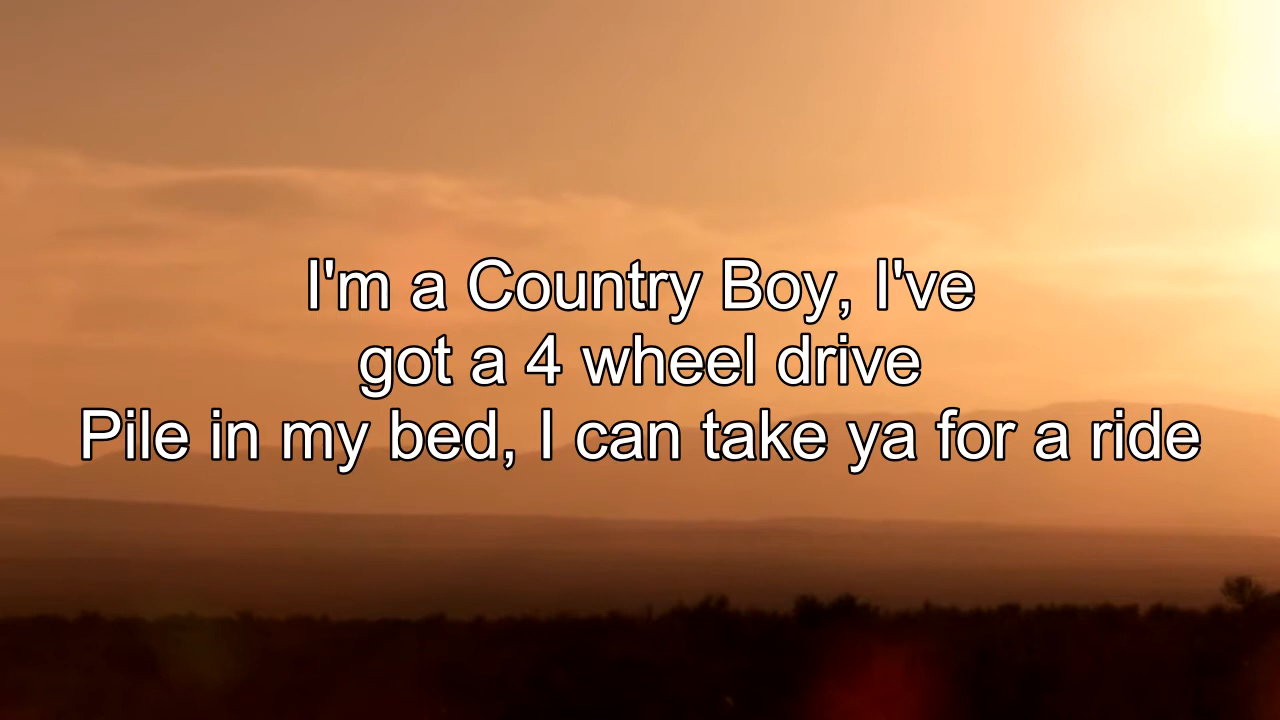 I'm a Country Boy, I've
got a 4 wheel drive
Pile in my bed, I can take ya for a ride